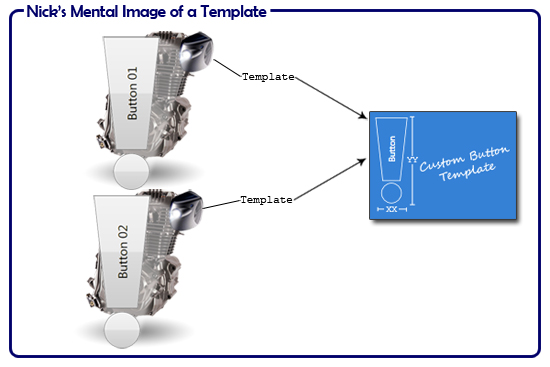 Nick's Mental Image of a Template
Button 01
Template
Button
YY
Custom Button
Template
XX
Template
Button 02